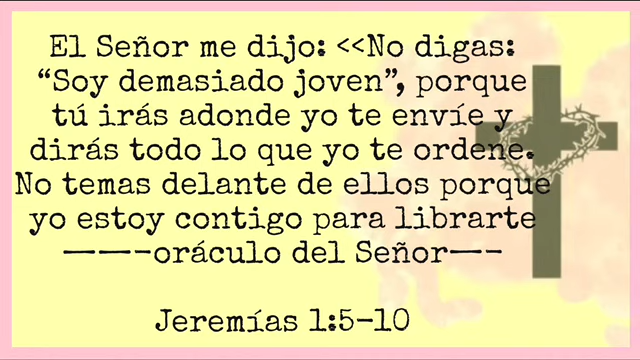 El Señor me dijo: <<No digas:
“Soy demasiado joven”, porque
tú irás adonde yo te envíe y
dirás todo lo que yo te ordene.
No temas delante de ellos porque
yo estoy contigo para librarte
———-oráculo del Señor—--
Jeremías 1:5-10